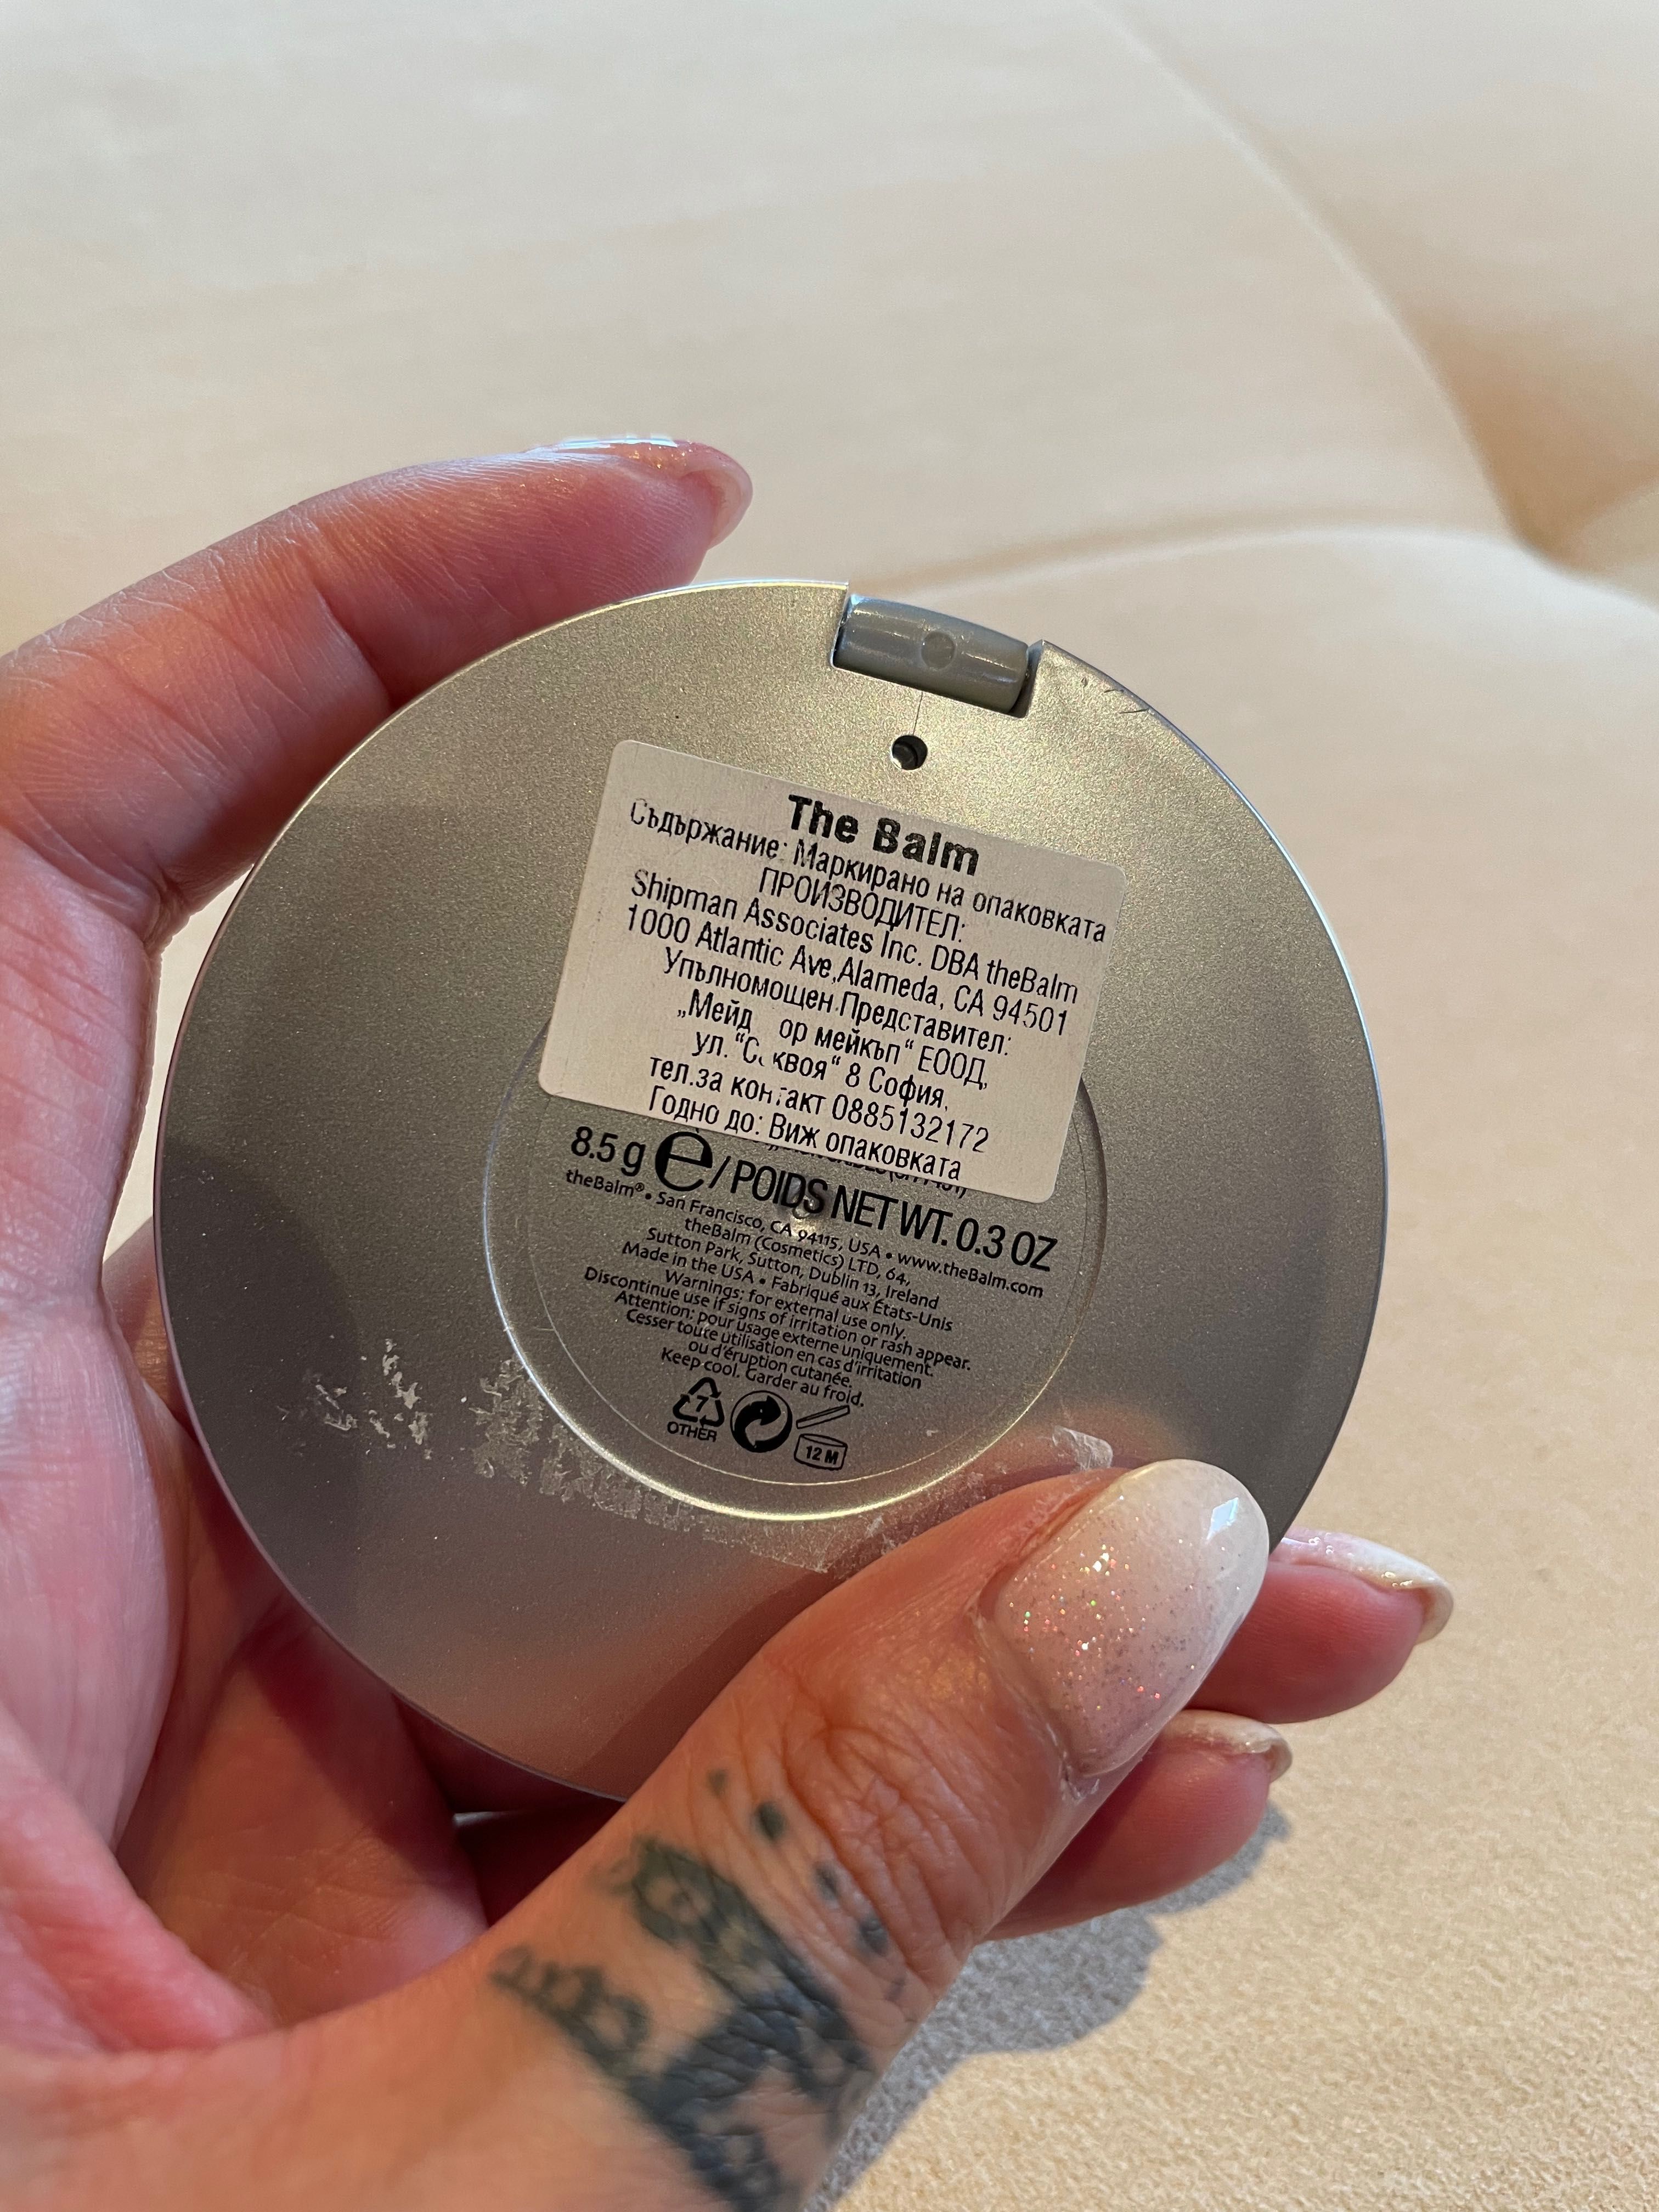 The Balm
Съдържание: Маркирано на опаковката
ПРОИЗВОДИТЕЛ:
Shipman Associates Inc. DBA theBalm
1000 Atlantic Ave,Alameda, CA 94501
Упълномощен Представител:
„Мейд ор мейкъп“ ЕООД,
ул. 8 София,
тел.за контакт 0885132172
Годно до: Виж опаковката
8.5 g ℮ / POIDS NET WT. 0.3 OZ
theBalm® • San Francisco, CA 94115, USA • www.theBalm.com
theBalm (Cosmetics) LTD, 64,
Sutton Park, Sutton, Dublin 13, Ireland
Made in the USA • Fabriqué aux États-Unis
Warnings: for external use only.
Discontinue use if signs of irritation or rash appear.
Attention: pour usage externe uniquement.
Cesser toute utilisation en cas d'irritation
ou d'éruption cutanée.
Keep cool. Garder au froid.
7
OTHER
12 M